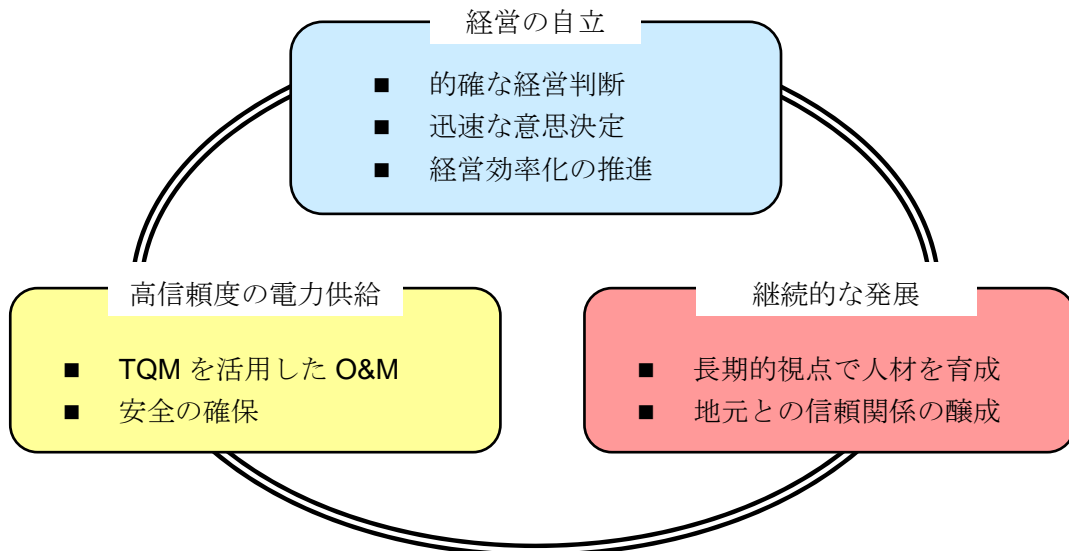 経営の自立
■ 的確な経営判断
■ 迅速な意思決定
■ 経営効率化の推進
高信頼度の電力供給
■ TQM を活用した O&M
■ 安全の確保
継続的な発展
■ 長期的視点で人材を育成
■ 地元との信頼関係の醸成